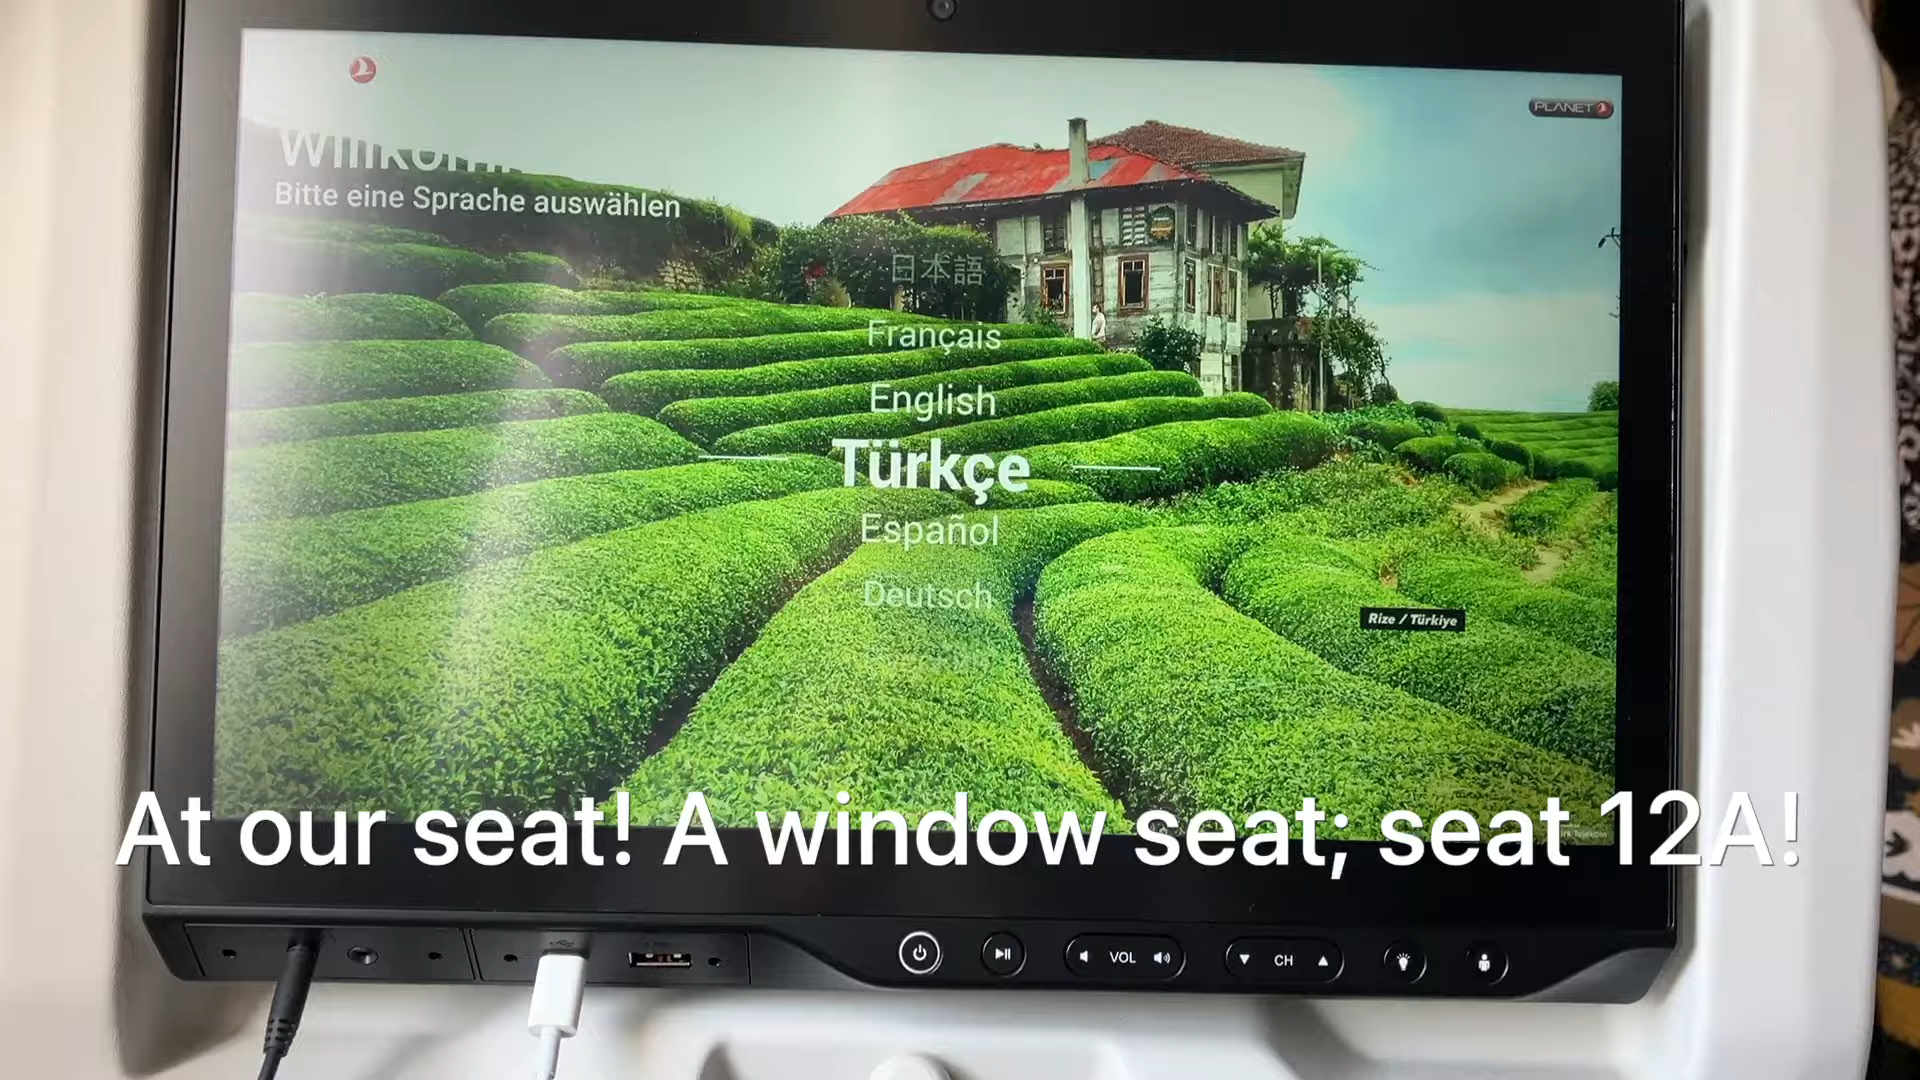 PLANET
Bitte eine Sprache auswählen
日本語
Français
English
Türkçe
Español
Deutsch
Rize / Türkiye
At our seat! A window seat; seat 12A!
VOL
CH